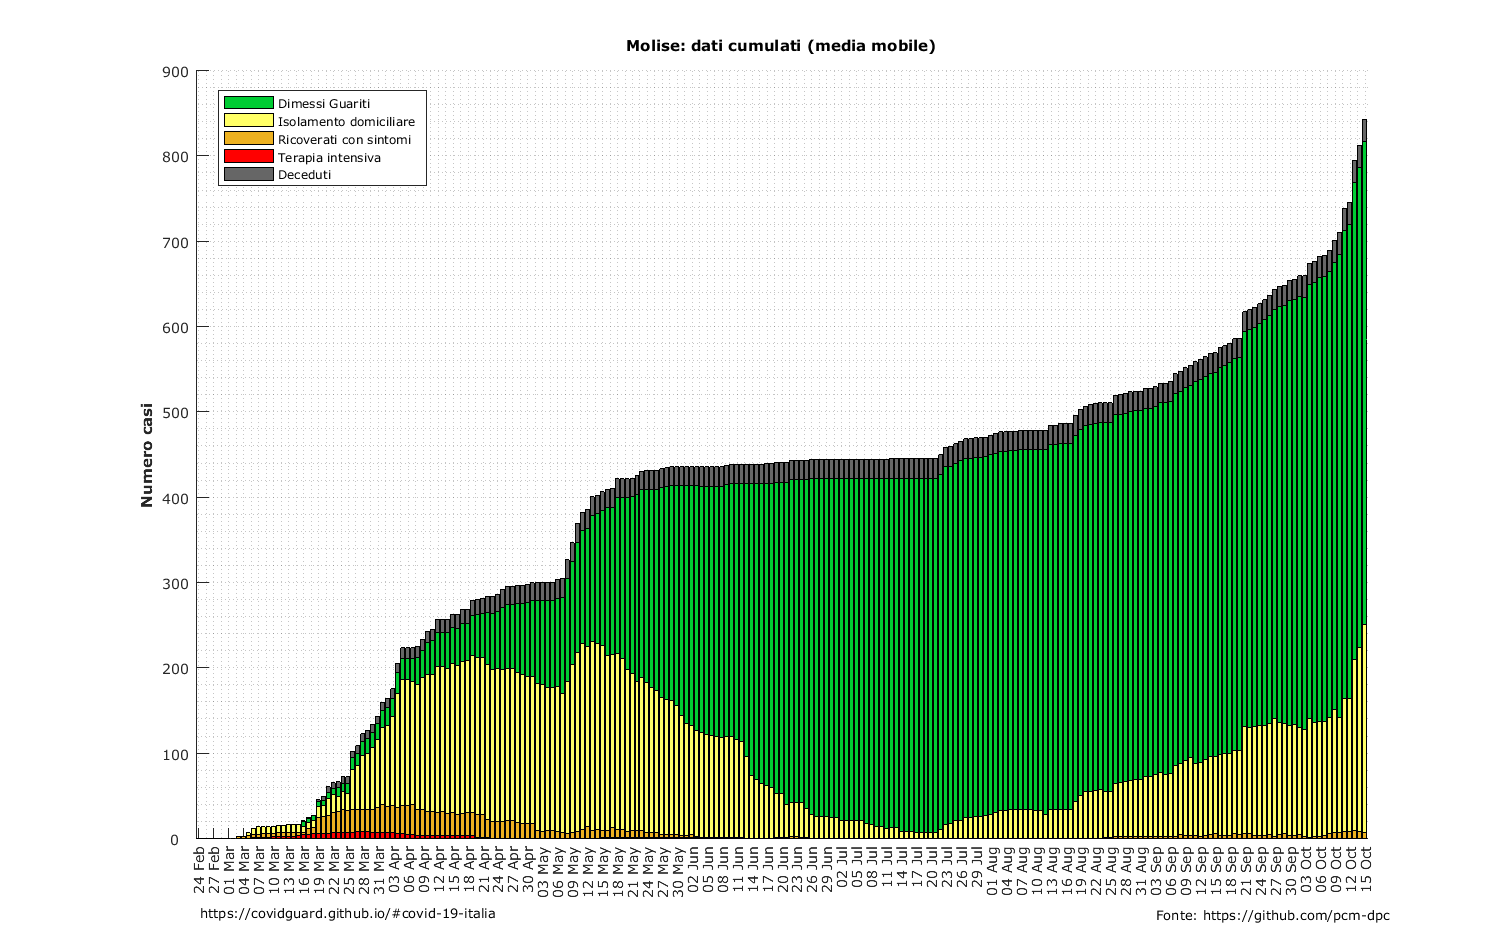 Molise: dati cumulati (media mobile)
900
800
700
600
500
400
300
200
100
0
Numero casi
Dimessi Guariti
Isolamento domiciliare
Ricoverati con sintomi
Terapia intensiva
Deceduti
24 Feb
27 Feb
01 Mar
04 Mar
07 Mar
10 Mar
13 Mar
16 Mar
19 Mar
22 Mar
25 Mar
28 Mar
31 Mar
03 Apr
06 Apr
09 Apr
12 Apr
15 Apr
18 Apr
21 Apr
24 Apr
27 Apr
30 Apr
03 May
06 May
09 May
12 May
15 May
18 May
21 May
24 May
27 May
30 May
02 Jun
05 Jun
08 Jun
11 Jun
14 Jun
17 Jun
20 Jun
23 Jun
26 Jun
29 Jun
02 Jul
05 Jul
08 Jul
11 Jul
14 Jul
17 Jul
20 Jul
23 Jul
26 Jul
29 Jul
01 Aug
04 Aug
07 Aug
10 Aug
13 Aug
16 Aug
19 Aug
22 Aug
25 Aug
28 Aug
31 Aug
03 Sep
06 Sep
09 Sep
12 Sep
15 Sep
18 Sep
21 Sep
24 Sep
27 Sep
30 Sep
03 Oct
06 Oct
09 Oct
12 Oct
15 Oct
https://covidguard.github.io/#covid-19-italia
Fonte: https://github.com/pcm-dpc